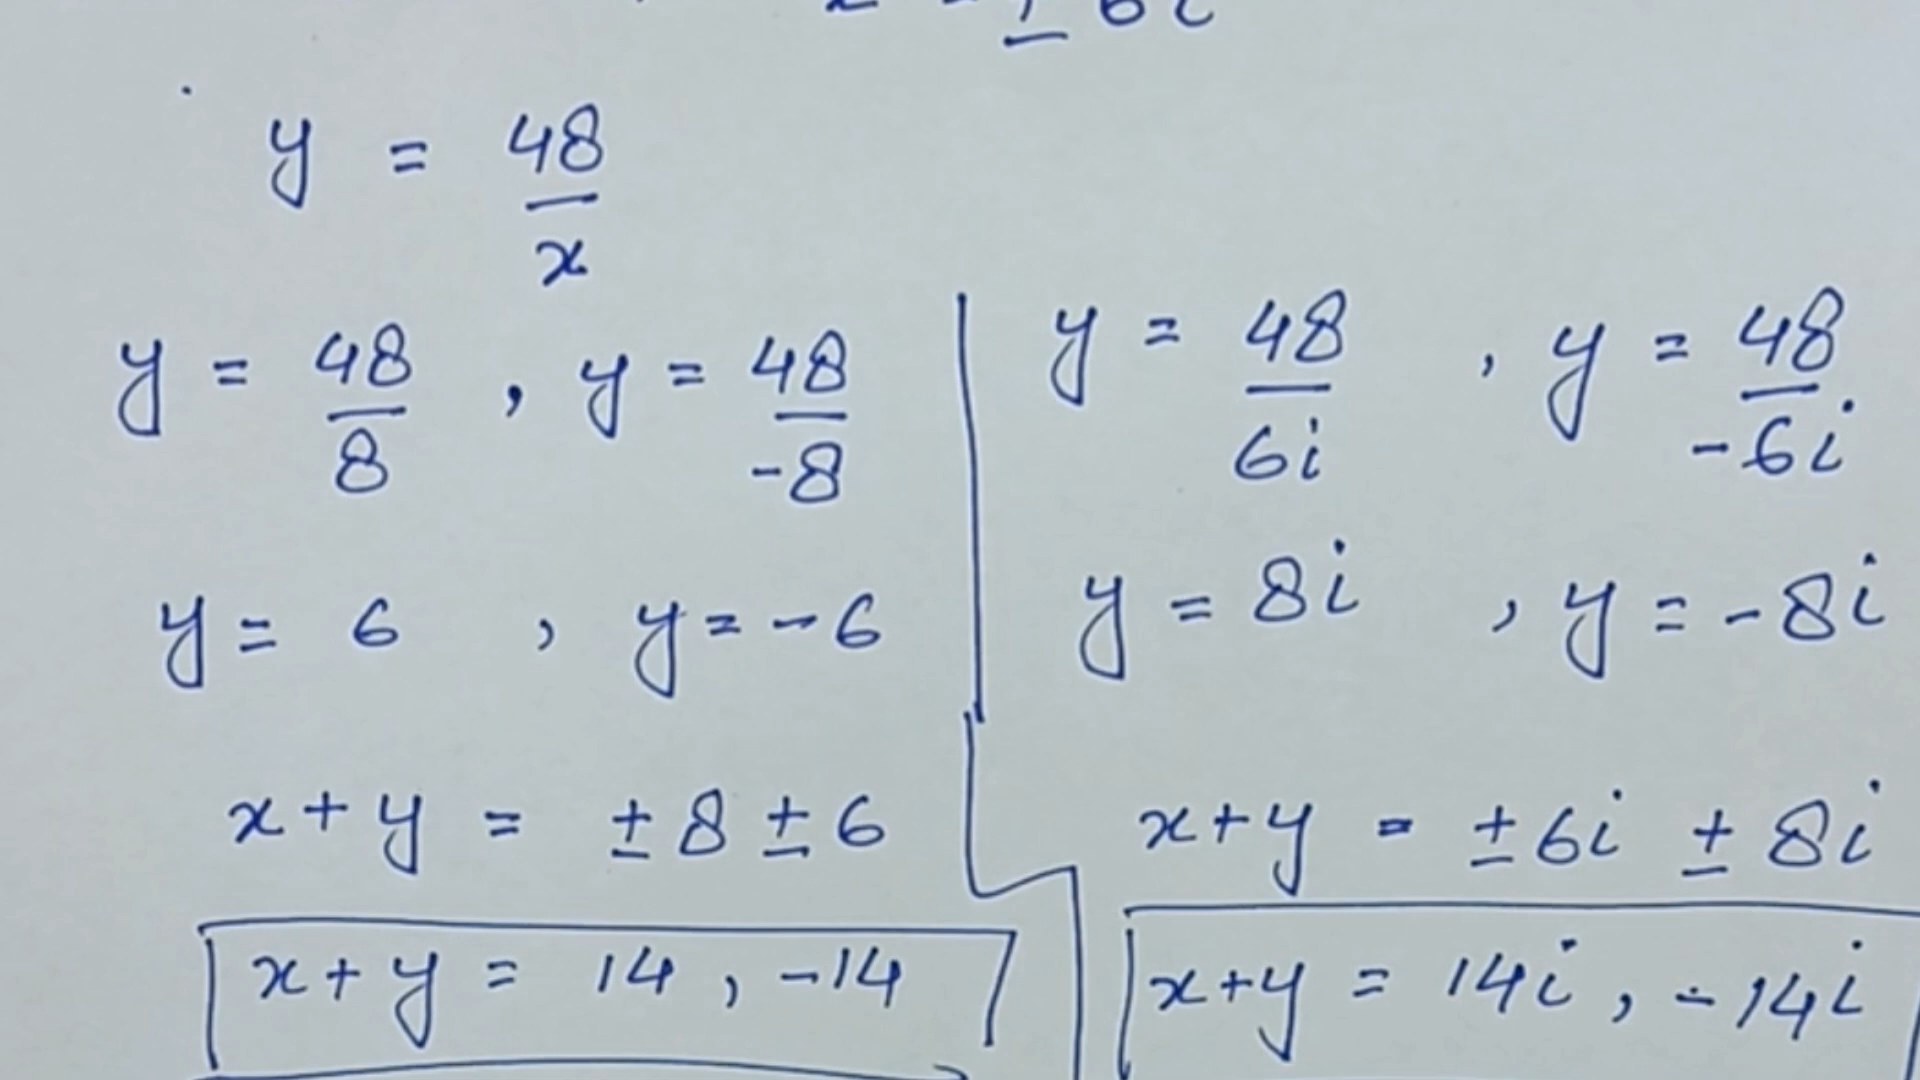 y = 48/x
y = 48/8 , y = 48/-8
y = 6 , y = -6
x + y = ± 8 ± 6
x + y = 14 , -14
y = 48/6i , y = 48/-6i
y = 8i , y = -8i
x + y = ± 6i ± 8i
x + y = 14i , -14i